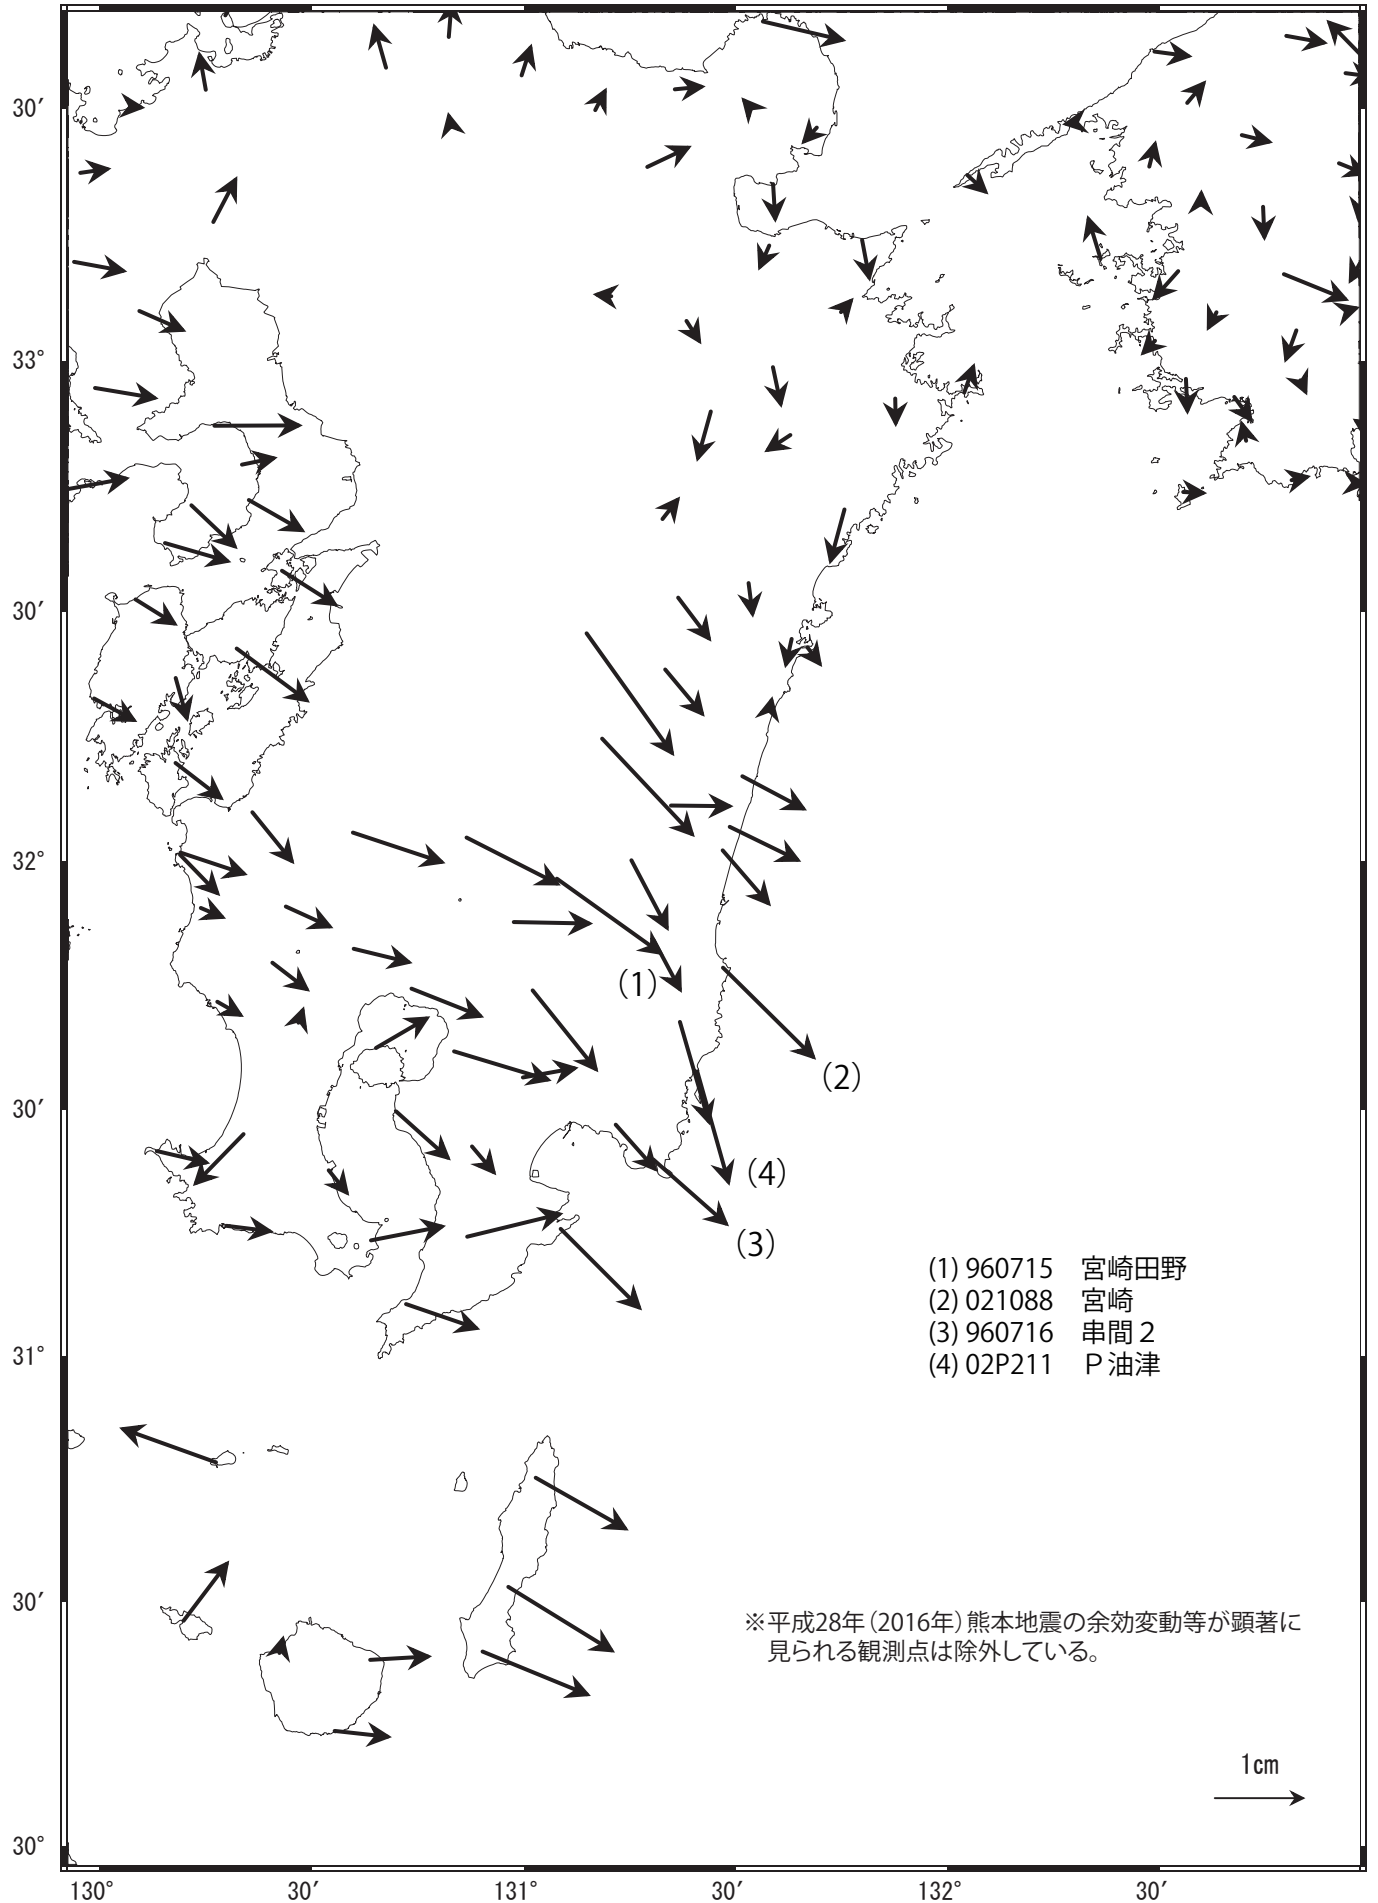 30′
33°
30′
32°
30′
31°
30′
30°
130°
30′
131°
30′
132°
30′
(1)
(2)
(4)
(3)
(1) 960715 宮崎田野
(2) 021088 宮崎
(3) 960716 串間２
(4) 02P211 Ｐ油津
※平成28年(2016年)熊本地震の余効変動等が顕著に
見られる観測点は除外している。
1cm